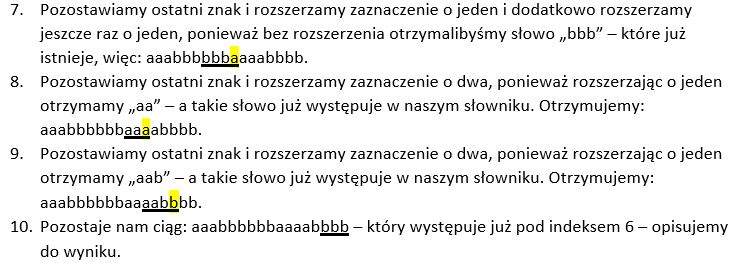 7. Pozostawiamy ostatni znak i rozszerzamy zaznaczenie o jeden i dodatkowo rozszerzamy
jeszcze raz o jeden, ponieważ bez rozszerzenia otrzymalibyśmy słowo „bbb” – które już
istnieje, więc: aaabbbbbbaaaabbbb.
8. Pozostawiamy ostatni znak i rozszerzamy zaznaczenie o dwa, ponieważ rozszerzając o jeden
otrzymamy „aa” – a takie słowo już występuje w naszym słowniku. Otrzymujemy:
aaabbbbbbaaaabbbb.
9. Pozostawiamy ostatni znak i rozszerzamy zaznaczenie o dwa, ponieważ rozszerzając o jeden
otrzymamy „aab” – a takie słowo już występuje w naszym słowniku. Otrzymujemy:
aaabbbbbbaaaabbbb.
10. Pozostaje nam ciąg: aaabbbbbbaaaabbbb – który występuje już pod indeksem 6 – opisujemy
do wyniku.